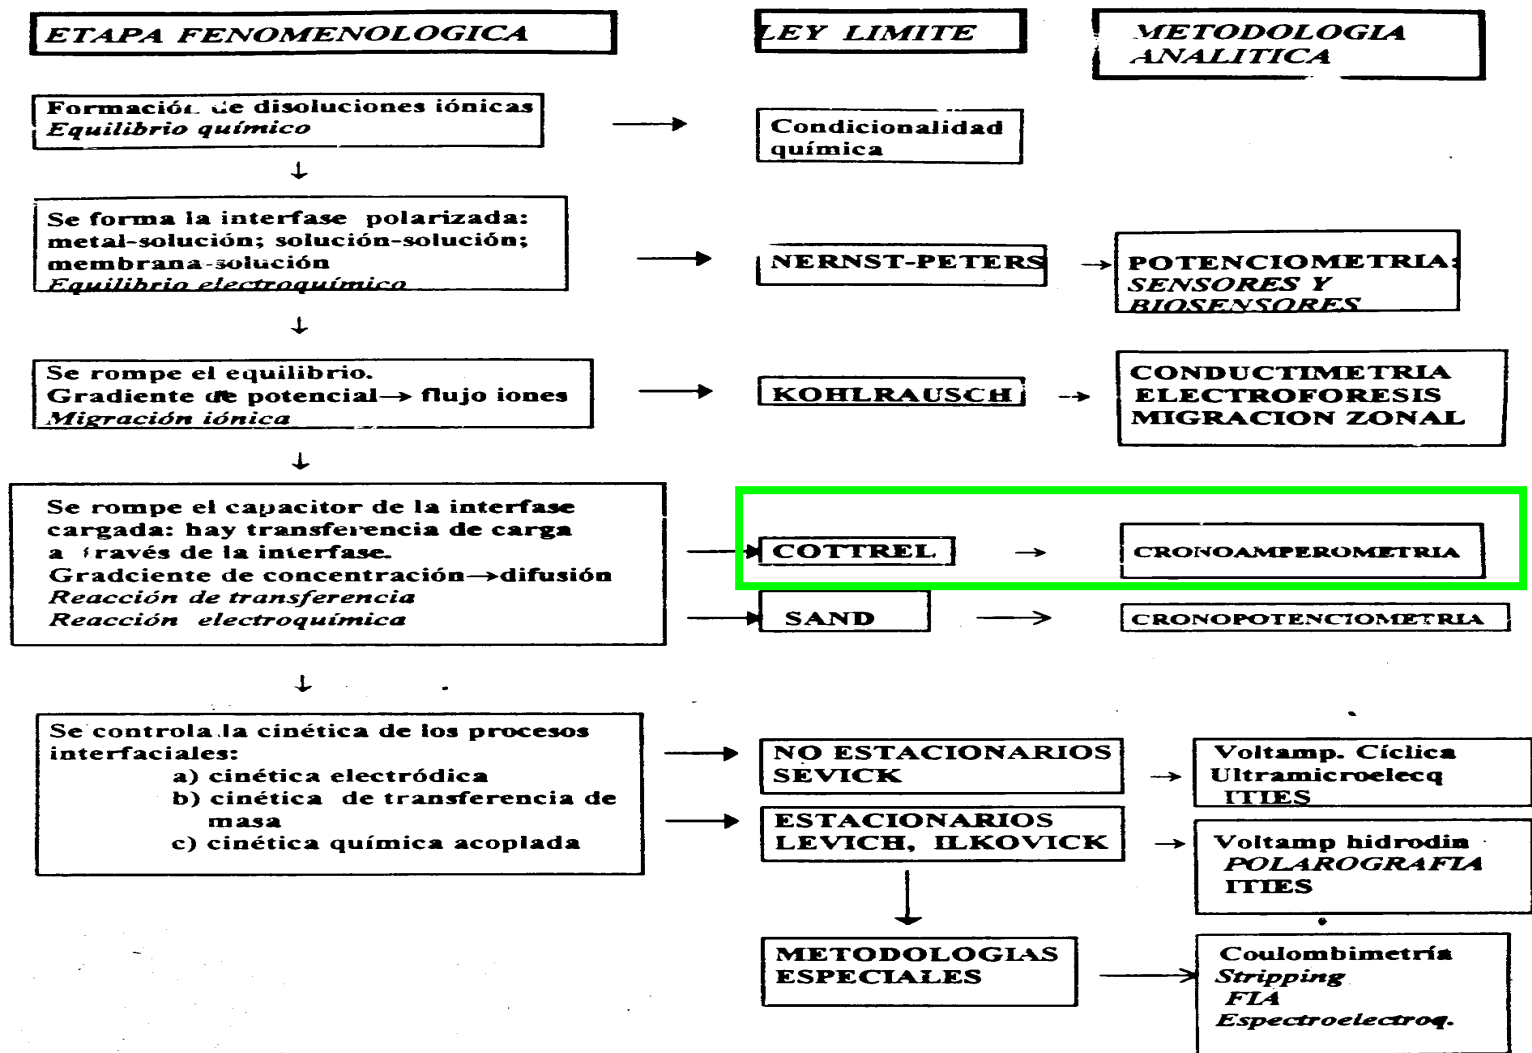 ETAPA FENOMENOLOGICA
LEY LIMITE
METODOLOGIA
ANALITICA
Formación de disoluciones iónicas
Equilibrio químico
→
Condicionalidad
química
↓
Se forma la interfase polarizada:
metal-solución; solución-solución;
membrana-solución
Equilibrio electroquímico
→
NERNST-PETERS
→
POTENCIOMETRIA:
SENSORES Y
BIOSENSORES
↓
Se rompe el equilibrio.
Gradiente de potencial→ flujo iones
Migración iónica
→
KOHLRAUSCH
→
CONDUCTIMETRIA
ELECTROFORESIS
MIGRACION ZONAL
↓
Se rompe el capacitor de la interfase
cargada: hay transferencia de carga
a través de la interfase.
Gradciente de concentración→difusión
Reacción de transferencia
Reacción electroquímica
→
COTTREL
→
CRONOAMPEROMETRIA
→
SAND
→
CRONOPOTENCIOMETRIA
↓
Se controla la cinética de los procesos
interfaciales:
a) cinética electródica
b) cinética de transferencia de
masa
c) cinética química acoplada
→
NO ESTACIONARIOS
SEVICK
→
Voltamp. Cíclica
Ultramicroelecq
ITIES
→
ESTACIONARIOS
LEVICH, ILKOVICK
→
Voltamp hidrodin
POLAROGRAFIA
ITIES
↓
METODOLOGIAS
ESPECIALES
→
Coulombimetría
Stripping
FIA
Espectroelectroq.